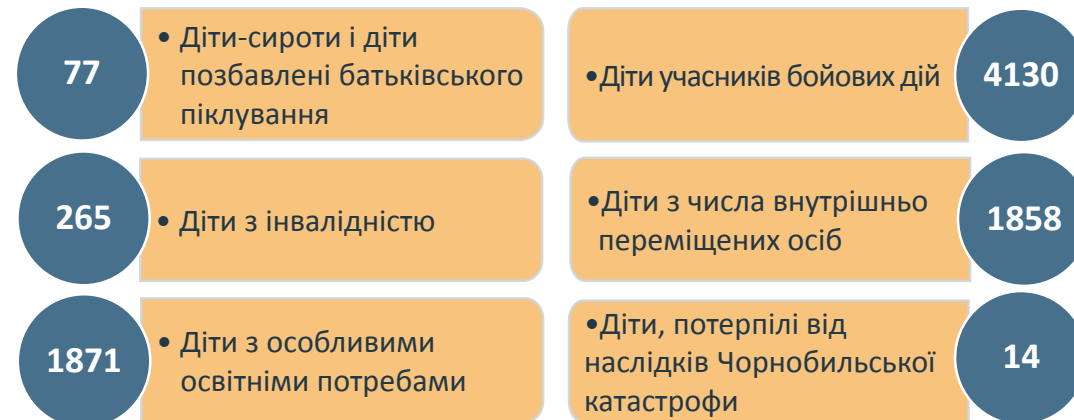 77
• Діти-сироти і діти
позбавлені батьківського
піклування
•Діти учасників бойових дій
4130
265
• Діти з інвалідністю
•Діти з числа внутрішньо
переміщених осіб
1858
1871
• Діти з особливими
освітніми потребами
•Діти, потерпілі від
наслідків Чорнобильської
катастрофи
14